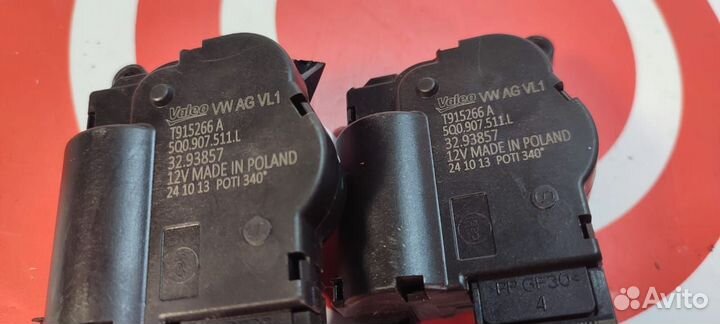 Valeo VW AG VL1
T915266 A
5Q0.907.511.L
32.93857
12V MADE IN POLAND
24 10 13 POTI 340°
Valeo VW AG VL1
T915266 A
5Q0.907.511.L
32.93857
12V MADE IN POLAND
24 10 13 POTI 340°
GF30<
4
Avito